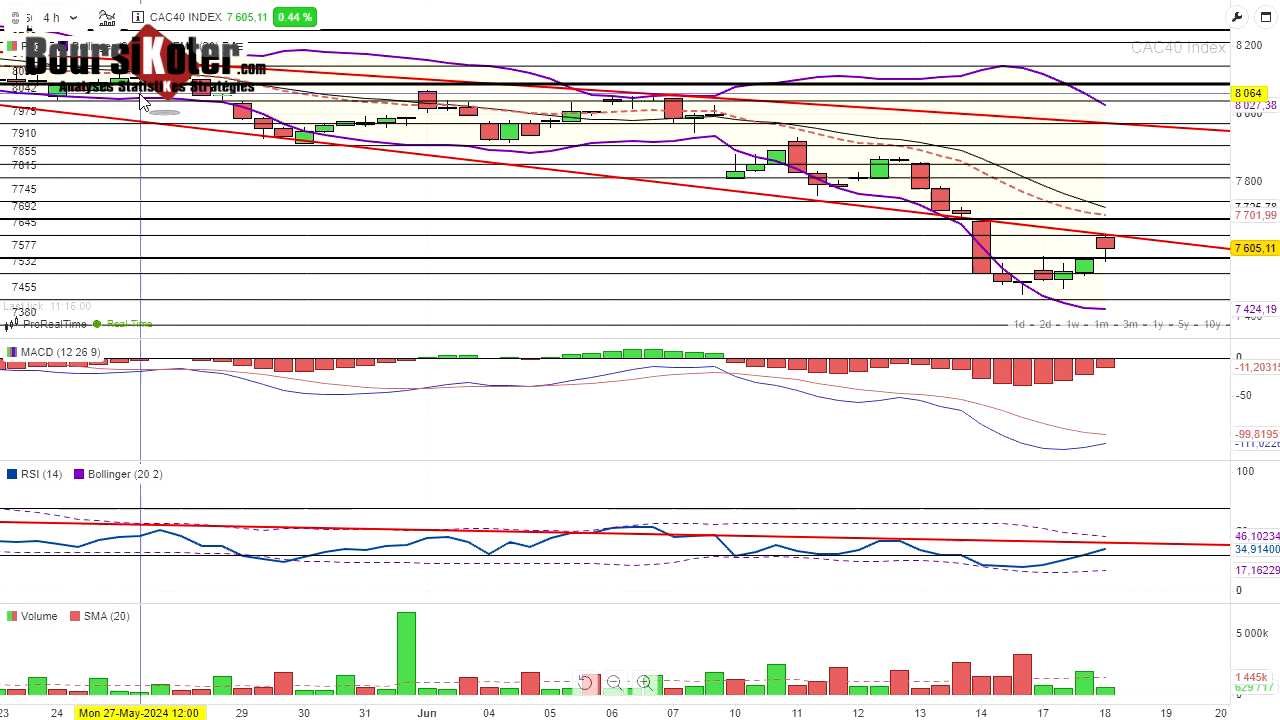 4 h
CAC40 INDEX 7 605,11 0.44 %
BoursiKoter.com
Analyses Statistikes Stratégies
CAC40 Index
8 200
8042
8 064
8 027,38
7975
7910
7855
7815
7 800
7745
7692
7 701,99
7645
7577
7 605,11
7532
7455
7 424,19
7380
Last tick: 11:16:00
ProRealTime Real-Time
1d - 2d - 1w - 1m - 3m - 1y - 5y - 10y
MACD (12 26 9)
0
-11,20315
-50
-99,8195
RSI (14) Bollinger (20 2)
100
46,10234
34,91400
17,16229
0
Volume SMA (20)
5 000k
1 445k
629 717
23 24 Mon 27-May-2024 12:00 29 30 31 Jun 04 05 06 07 10 11 12 13 14 17 18 19 20